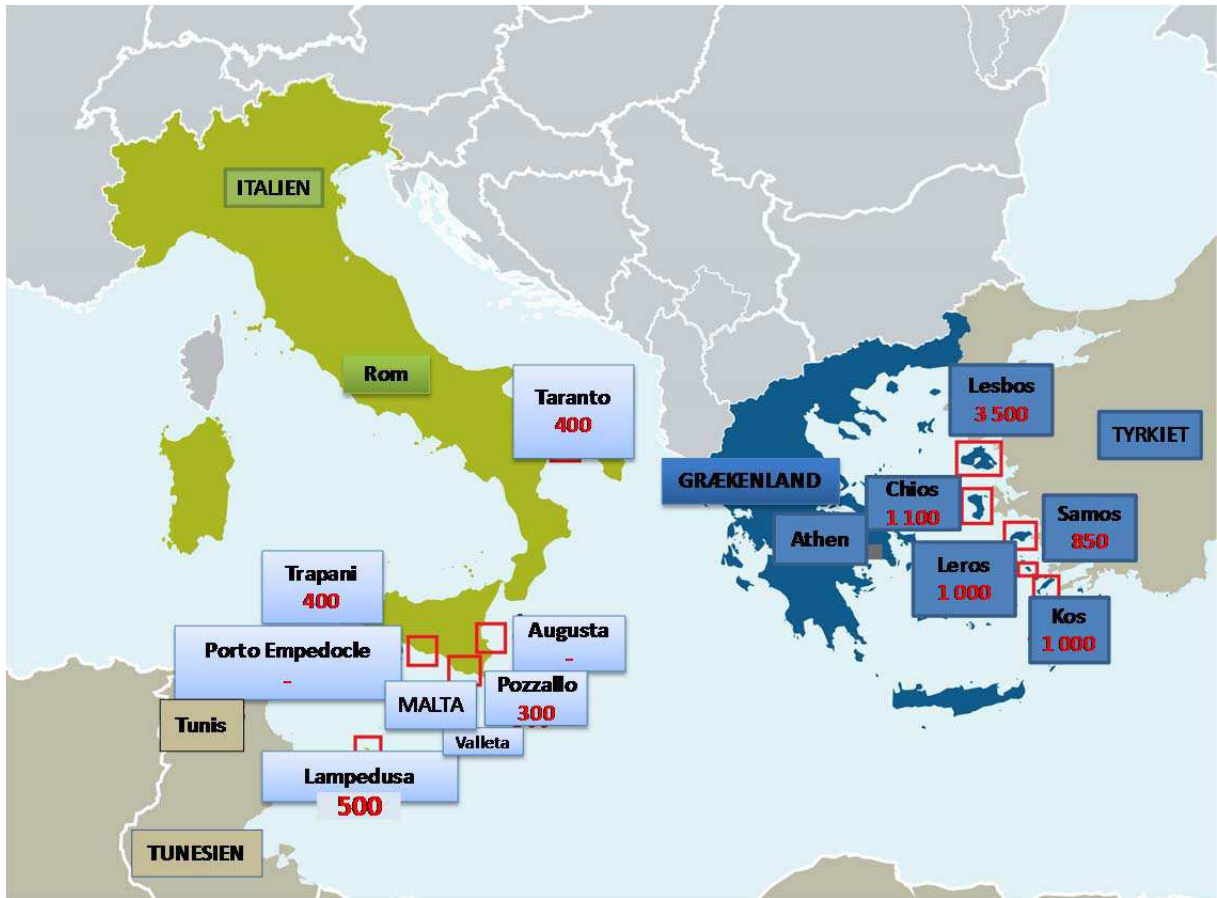 ITALIEN
Rom
Taranto
400
Lesbos
3 500
TYRKIET
GRÆKENLAND
Chios
1 100
Samos
850
Athen
Leros
1 000
Kos
1 000
Trapani
400
Porto Empedocle
-
Augusta
-
Pozzallo
300
MALTA
Valleta
Tunis
Lampedusa
500
TUNESIEN